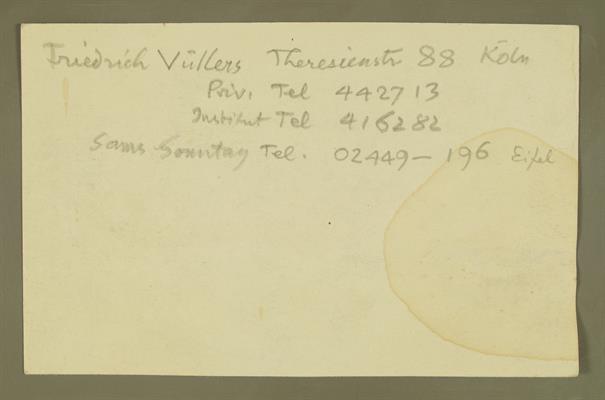 Friedrich Vüllers Theresienstr 88 Köln
Priv. Tel 442713
Institut Tel 416282
Sams Sonntag Tel. 02449-196 Eifel